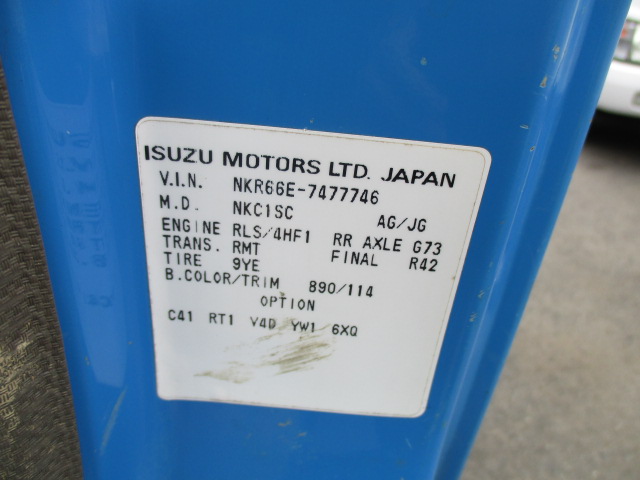 ISUZU MOTORS LTD. JAPAN
V.I.N. NKR66E-7477746
M.D. NKC1SC AG/JG
ENGINE RLS/4HF1 RR AXLE G73
TRANS. RMT FINAL R42
TIRE 9YE
B.COLOR/TRIM 890/114
OPTION
C41 RT1 V4D YW1 6XQ